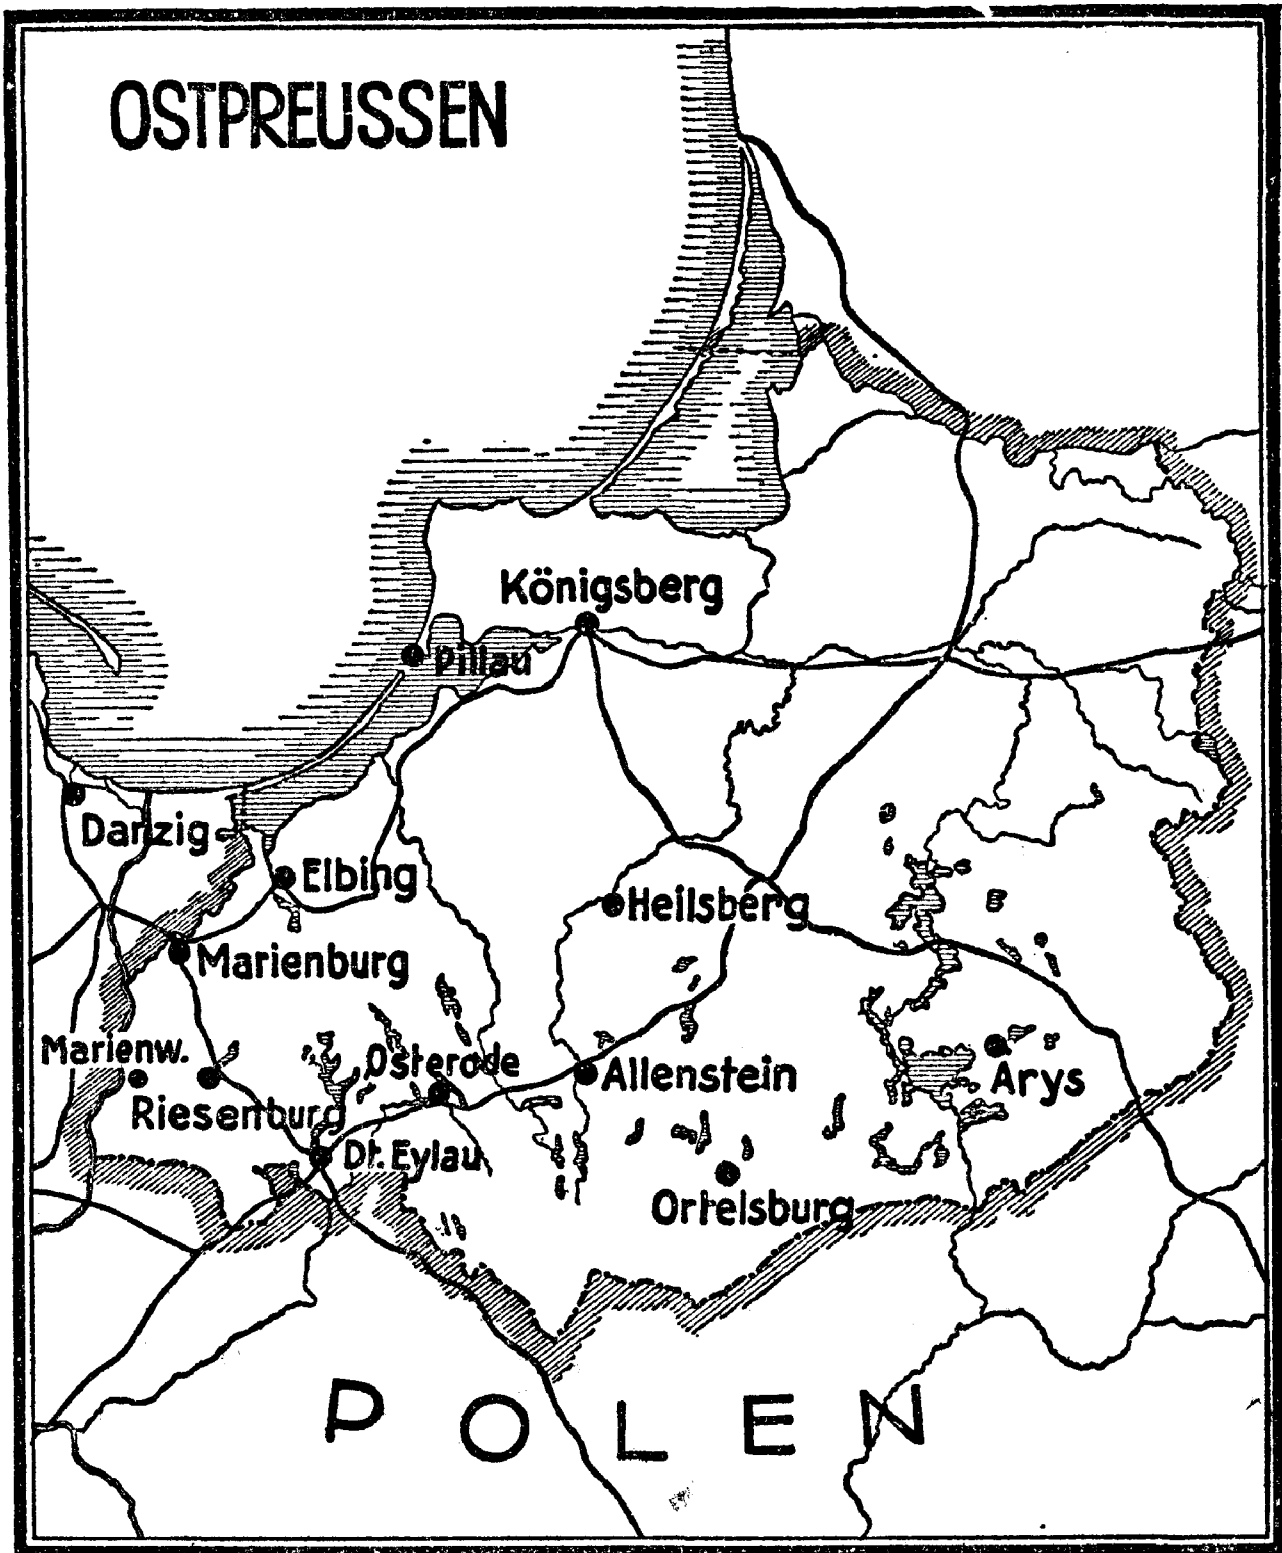 OSTPREUSSEN
Königsberg
Pillau
Danzig
Elbing
Heilsberg
Marienburg
Marienw.
Osterode
Allenstein
Arys
Riesenburg
Dt. Eylau
Ortelsburg
POLEN